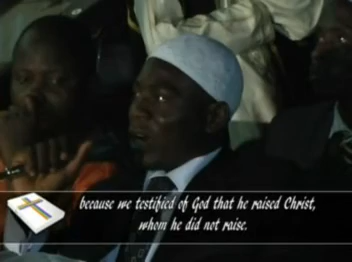 because we testified of God that he raised Christ,
whom he did not raise.